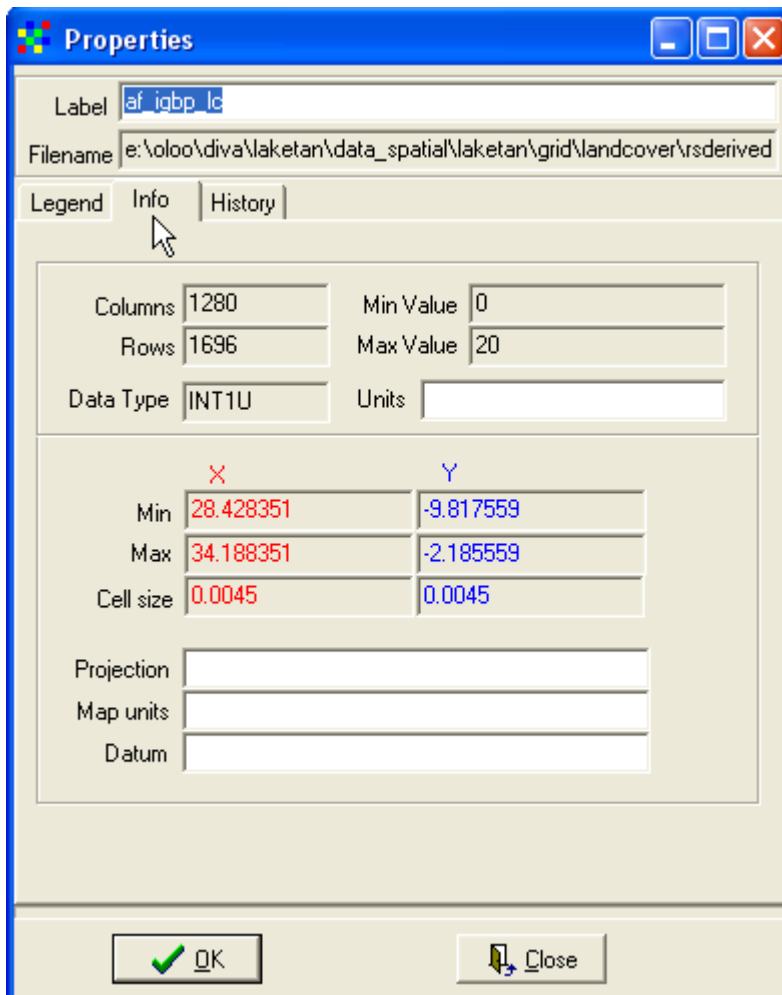 Properties
Label af_igbp_lc
Filename e:\oloo\diva\laketan\data_spatial\laketan\grid\landcover\rsderived
Legend Info History
Columns 1280 Min Value 0
Rows 1696 Max Value 20
Data Type INT1U Units
X Y
Min 28.428351 -9.817559
Max 34.188351 -2.185559
Cell size 0.0045 0.0045
Projection
Map units
Datum
OK Close